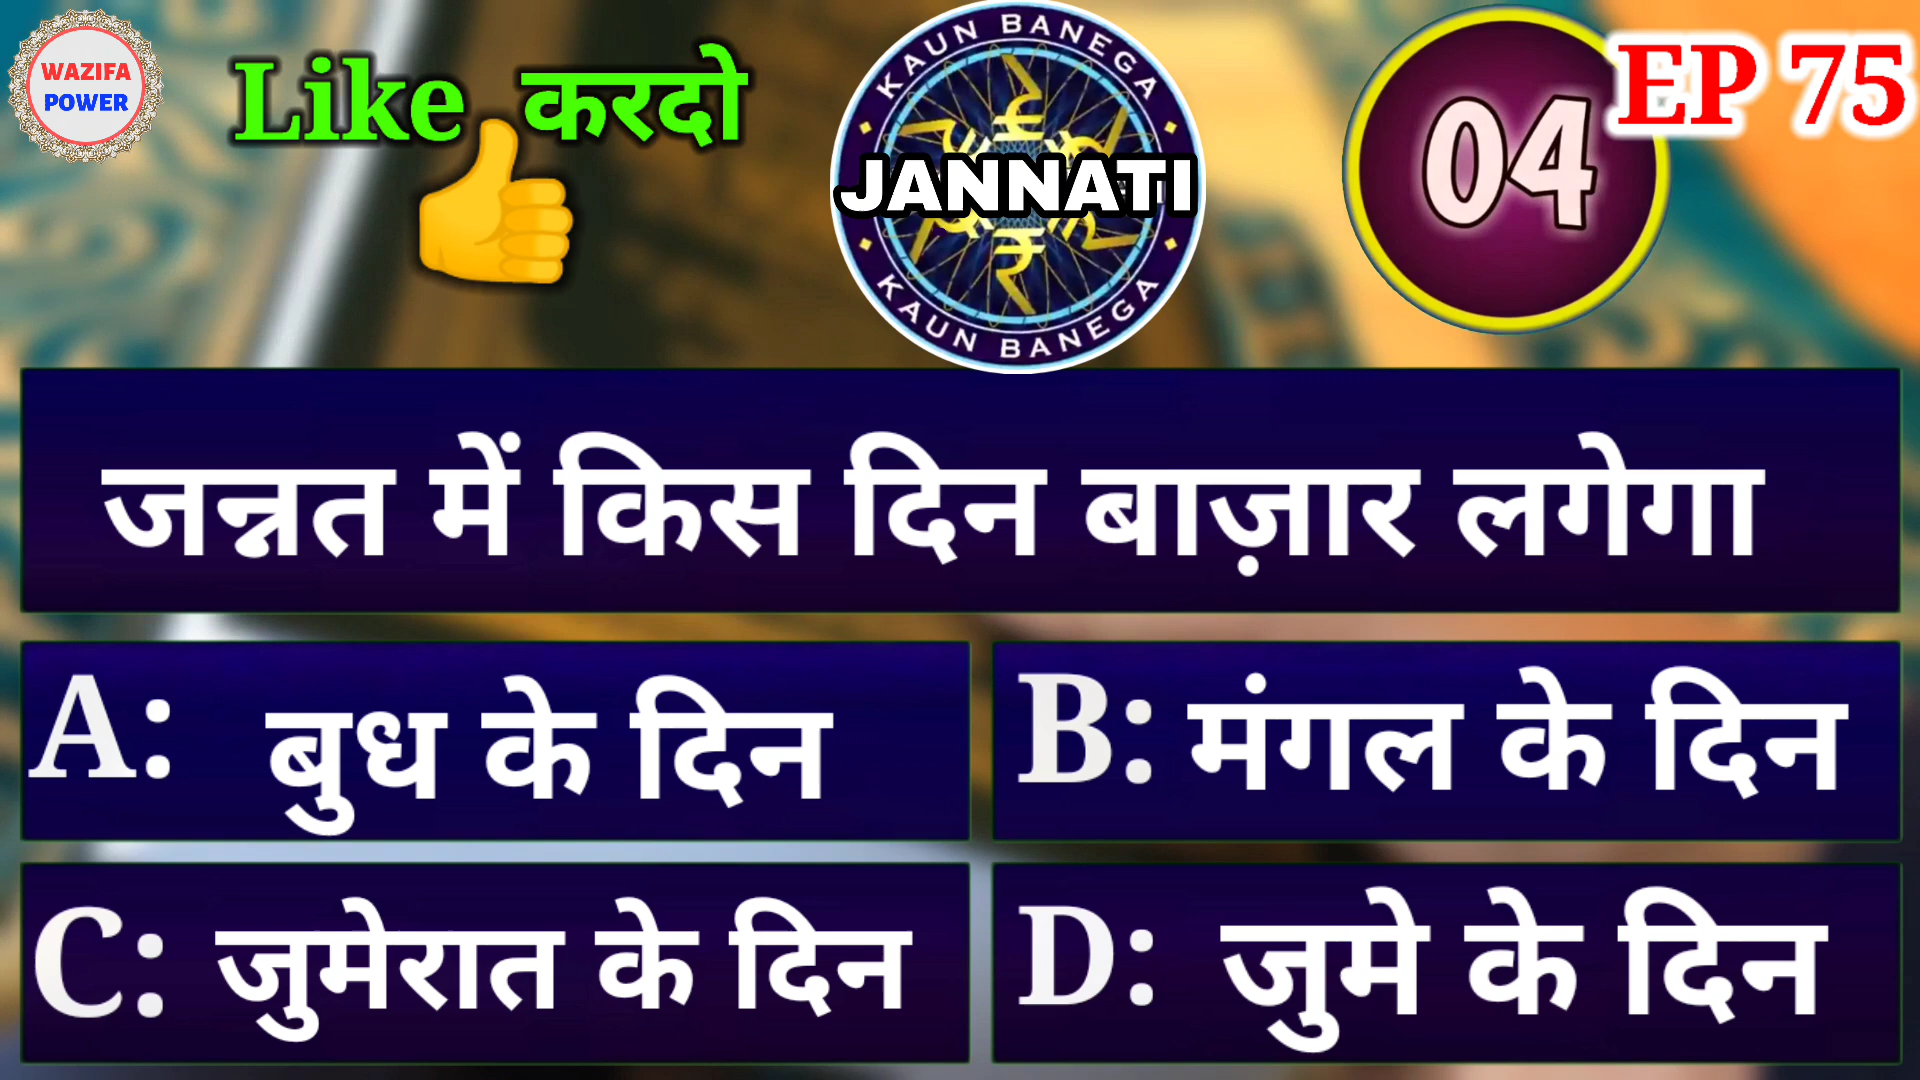 WAZIFA
POWER
Like करदो
KAUN BANEGA
JANNATI
KAUN BANEGA
04
EP 75
जन्नत में किस दिन बाज़ार लगेगा
A: बुध के दिन
B: मंगल के दिन
C: जुमेरात के दिन
D: जुमे के दिन